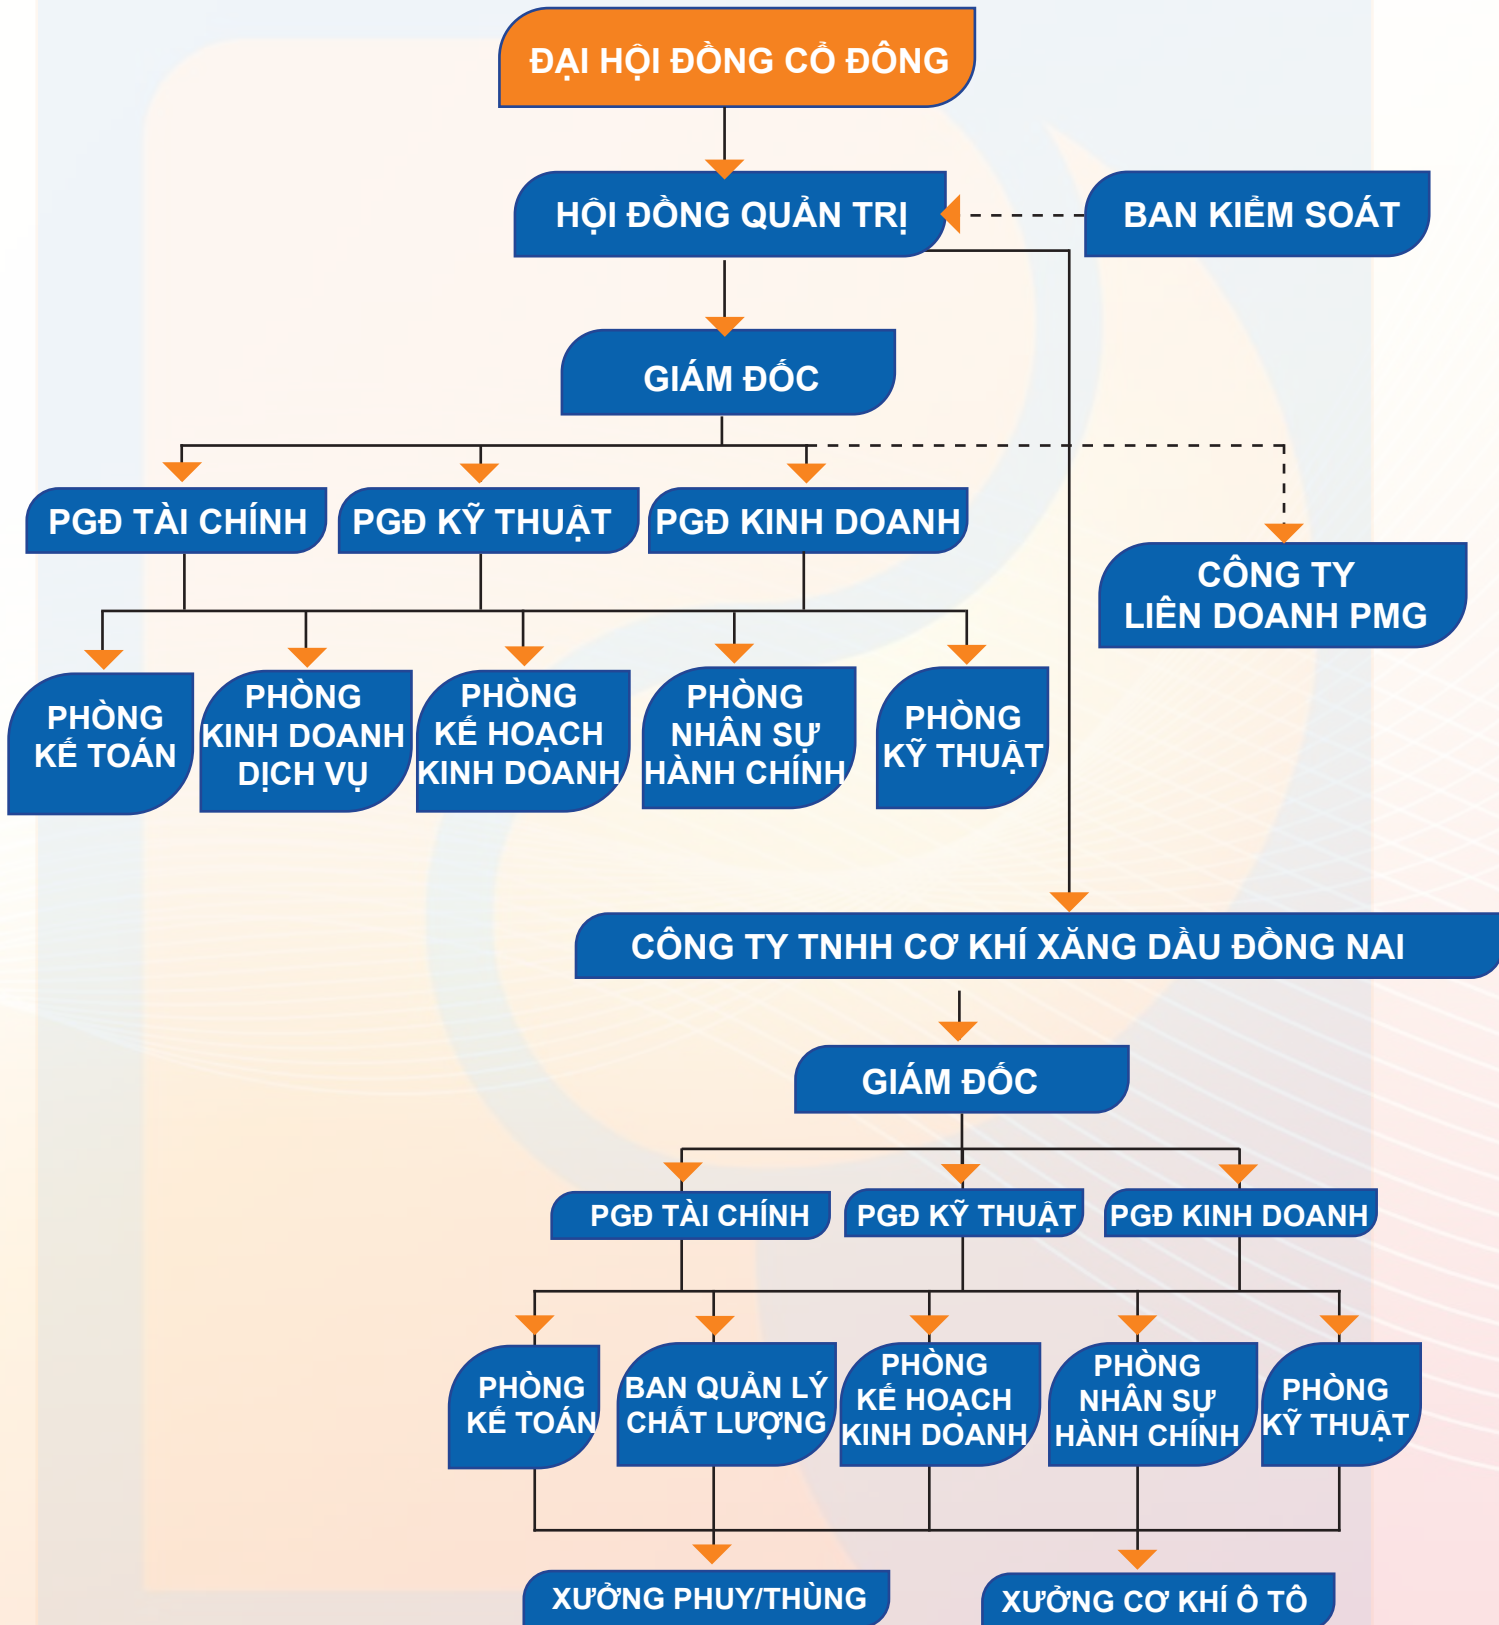 ĐẠI HỘI ĐỒNG CỔ ĐÔNG
HỘI ĐỒNG QUẢN TRỊ
BAN KIỂM SOÁT
GIÁM ĐỐC
PGĐ TÀI CHÍNH
PGĐ KỸ THUẬT
PGĐ KINH DOANH
CÔNG TY
LIÊN DOANH PMG
PHÒNG
KẾ TOÁN
PHÒNG
KINH DOANH
DỊCH VỤ
PHÒNG
KẾ HOẠCH
KINH DOANH
PHÒNG
NHÂN SỰ
HÀNH CHÍNH
PHÒNG
KỸ THUẬT
CÔNG TY TNHH CƠ KHÍ XĂNG DẦU ĐỒNG NAI
GIÁM ĐỐC
PGĐ TÀI CHÍNH
PGĐ KỸ THUẬT
PGĐ KINH DOANH
PHÒNG
KẾ TOÁN
BAN QUẢN LÝ
CHẤT LƯỢNG
PHÒNG
KẾ HOẠCH
KINH DOANH
PHÒNG
NHÂN SỰ
HÀNH CHÍNH
PHÒNG
KỸ THUẬT
XƯỞNG PHUY/THÙNG
XƯỞNG CƠ KHÍ Ô TÔ